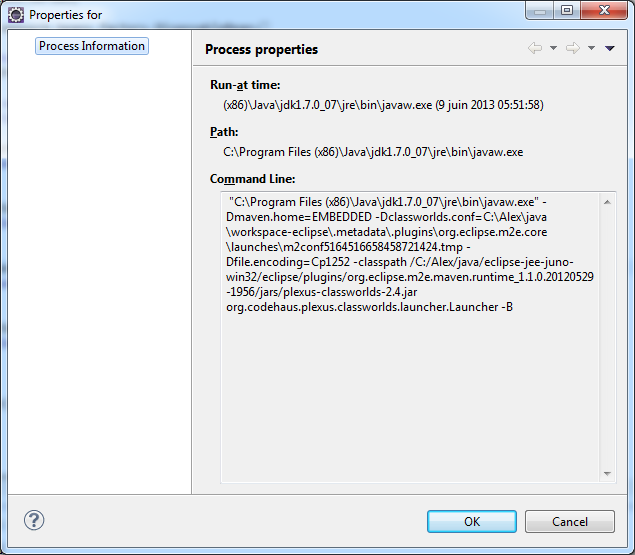 Properties for
Process Information
Process properties
Run-at time:
(x86)\Java\jdk1.7.0_07\jre\bin\javaw.exe (9 juin 2013 05:51:58)
Path:
C:\Program Files (x86)\Java\jdk1.7.0_07\jre\bin\javaw.exe
Command Line:
"C:\Program Files (x86)\Java\jdk1.7.0_07\jre\bin\javaw.exe" -
Dmaven.home=EMBEDDED -Dclassworlds.conf=C:\Alex\java
\workspace-eclipse\.metadata\.plugins\org.eclipse.m2e.core
\launches\m2conf5164516658458721424.tmp -
Dfile.encoding=Cp1252 -classpath /C:/Alex/java/eclipse-jee-juno-
win32/eclipse/plugins/org.eclipse.m2e.maven.runtime_1.1.0.20120529
-1956/jars/plexus-classworlds-2.4.jar
org.codehaus.plexus.classworlds.launcher.Launcher -B
OK
Cancel